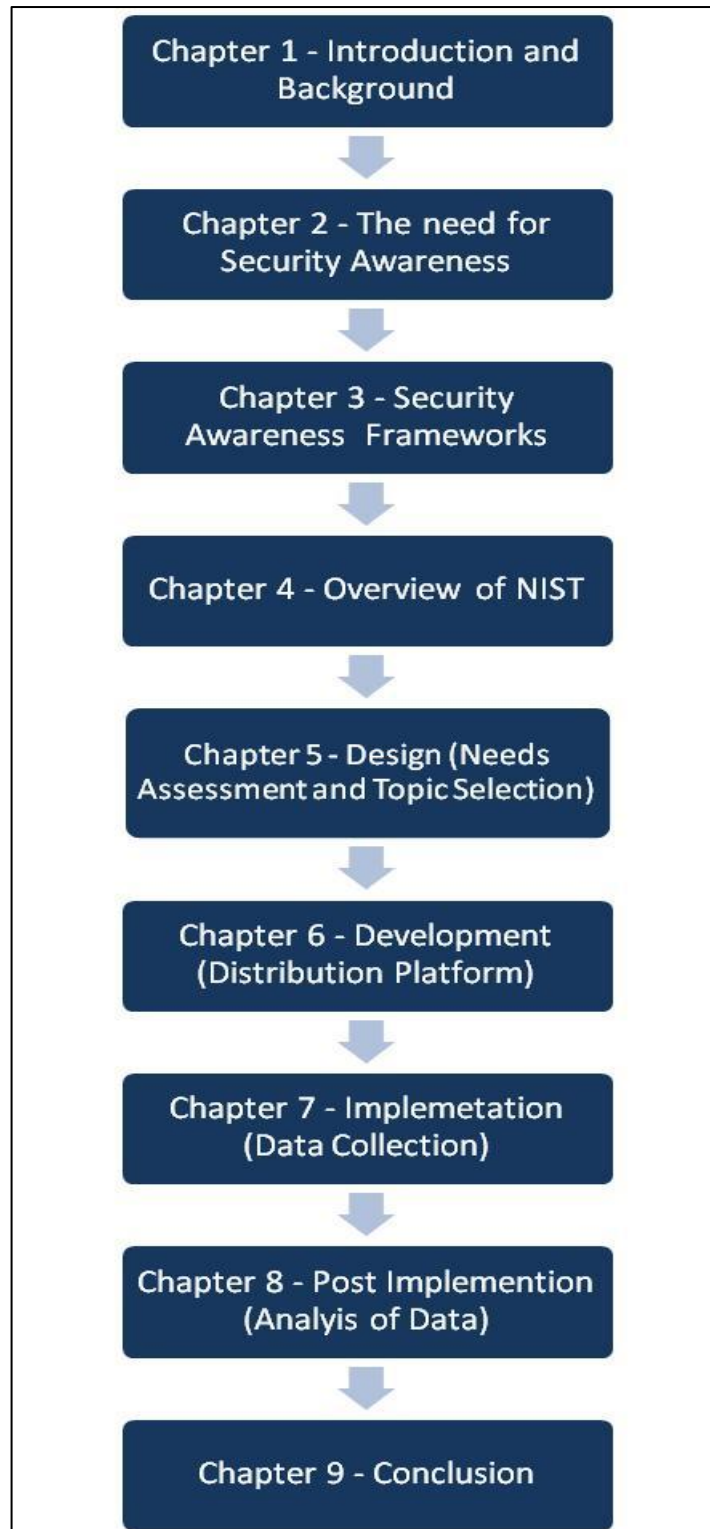 Chapter 1 - Introduction and
Background
Chapter 2 - The need for
Security Awareness
Chapter 3 - Security
Awareness Frameworks
Chapter 4 - Overview of NIST
Chapter 5 - Design (Needs
Assessment and Topic Selection)
Chapter 6 - Development
(Distribution Platform)
Chapter 7 - Implemetation
(Data Collection)
Chapter 8 - Post Implemention
(Analyis of Data)
Chapter 9 - Conclusion